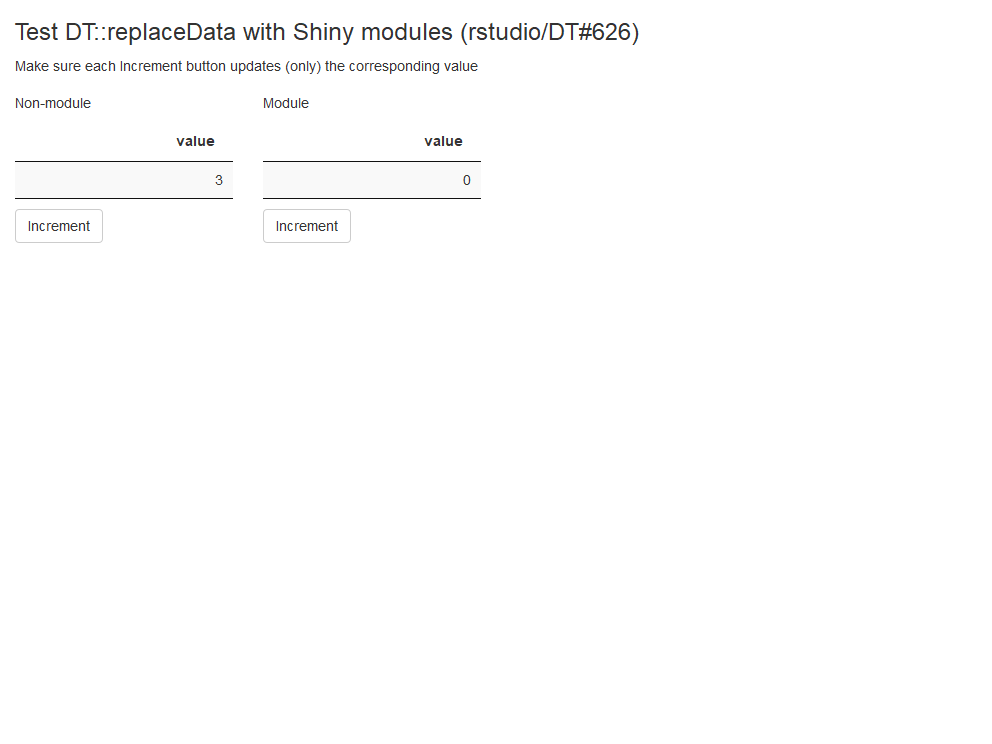 Test DT::replaceData with Shiny modules (rstudio/DT#626)
Make sure each Increment button updates (only) the corresponding value
Non-module
value
3
Increment
Module
value
0
Increment